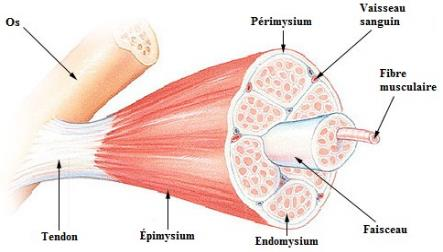 Os
Périmysium
Vaisseau
sanguin
Fibre
musculaire
Tendon
Épimysium
Endomysium
Faisceau